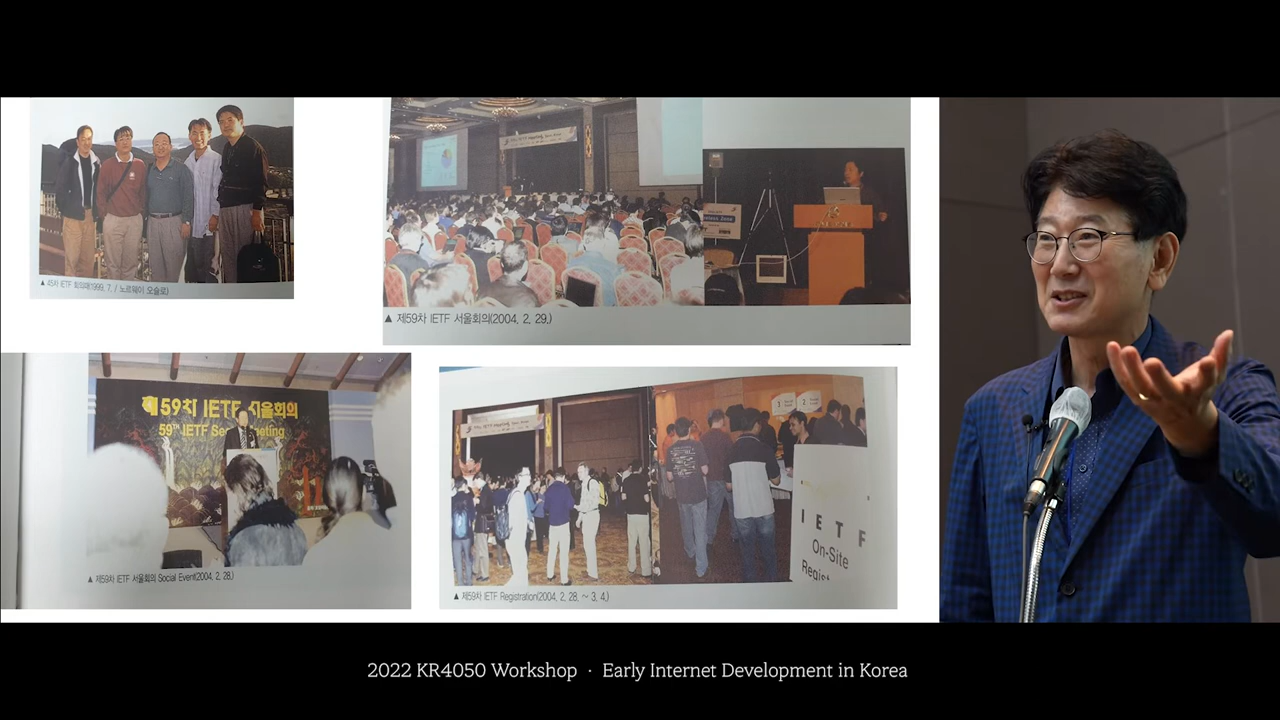 ▲ 45차 IETF 회의때(1999. 7. / 노르웨이 오슬로)
▲ 제59차 IETF 서울회의(2004. 2. 29.)
제59차 IETF 서울회의
59TH IETF Seoul Meeting
▲ 제59차 IETF 서울회의 Social Event(2004. 2. 28.)
1 2
IETF
On-Site
Regist
▲ 제59차 IETF Registration(2004. 2. 28. ~ 3. 4.)
2022 KR4050 Workshop · Early Internet Development in Korea